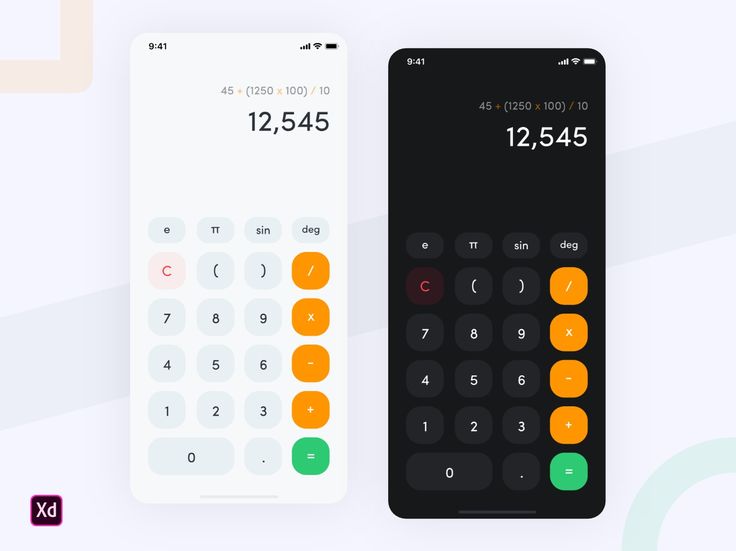 9:41
45 + (1250 x 100) / 10
12,545
e π sin deg
C ( ) /
7 8 9 x
4 5 6 -
1 2 3 +
0 . =
9:41
45 + (1250 x 100) / 10
12,545
e π sin deg
C ( ) /
7 8 9 x
4 5 6 -
1 2 3 +
0 . =
Xd